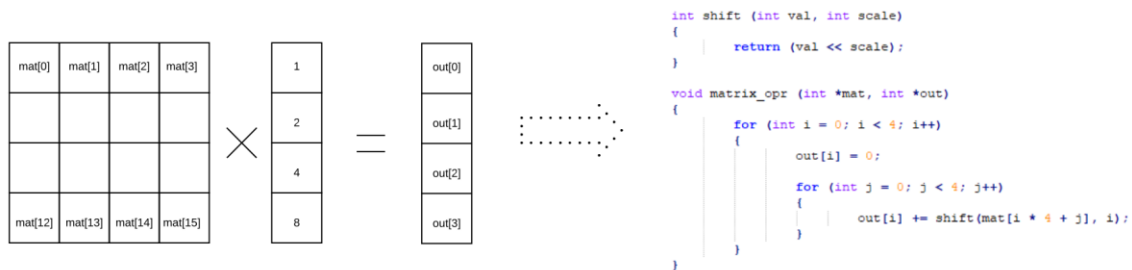 mat[0] mat[1] mat[2] mat[3]
mat[12] mat[13] mat[14] mat[15]
×
1
2
4
8
=
out[0]
out[1]
out[2]
out[3]
int shift (int val, int scale)
{
return (val << scale);
}
void matrix_opr (int *mat, int *out)
{
for (int i = 0; i < 4; i++)
{
out[i] = 0;
for (int j = 0; j < 4; j++)
{
out[i] += shift(mat[i * 4 + j], i);
}
}
}